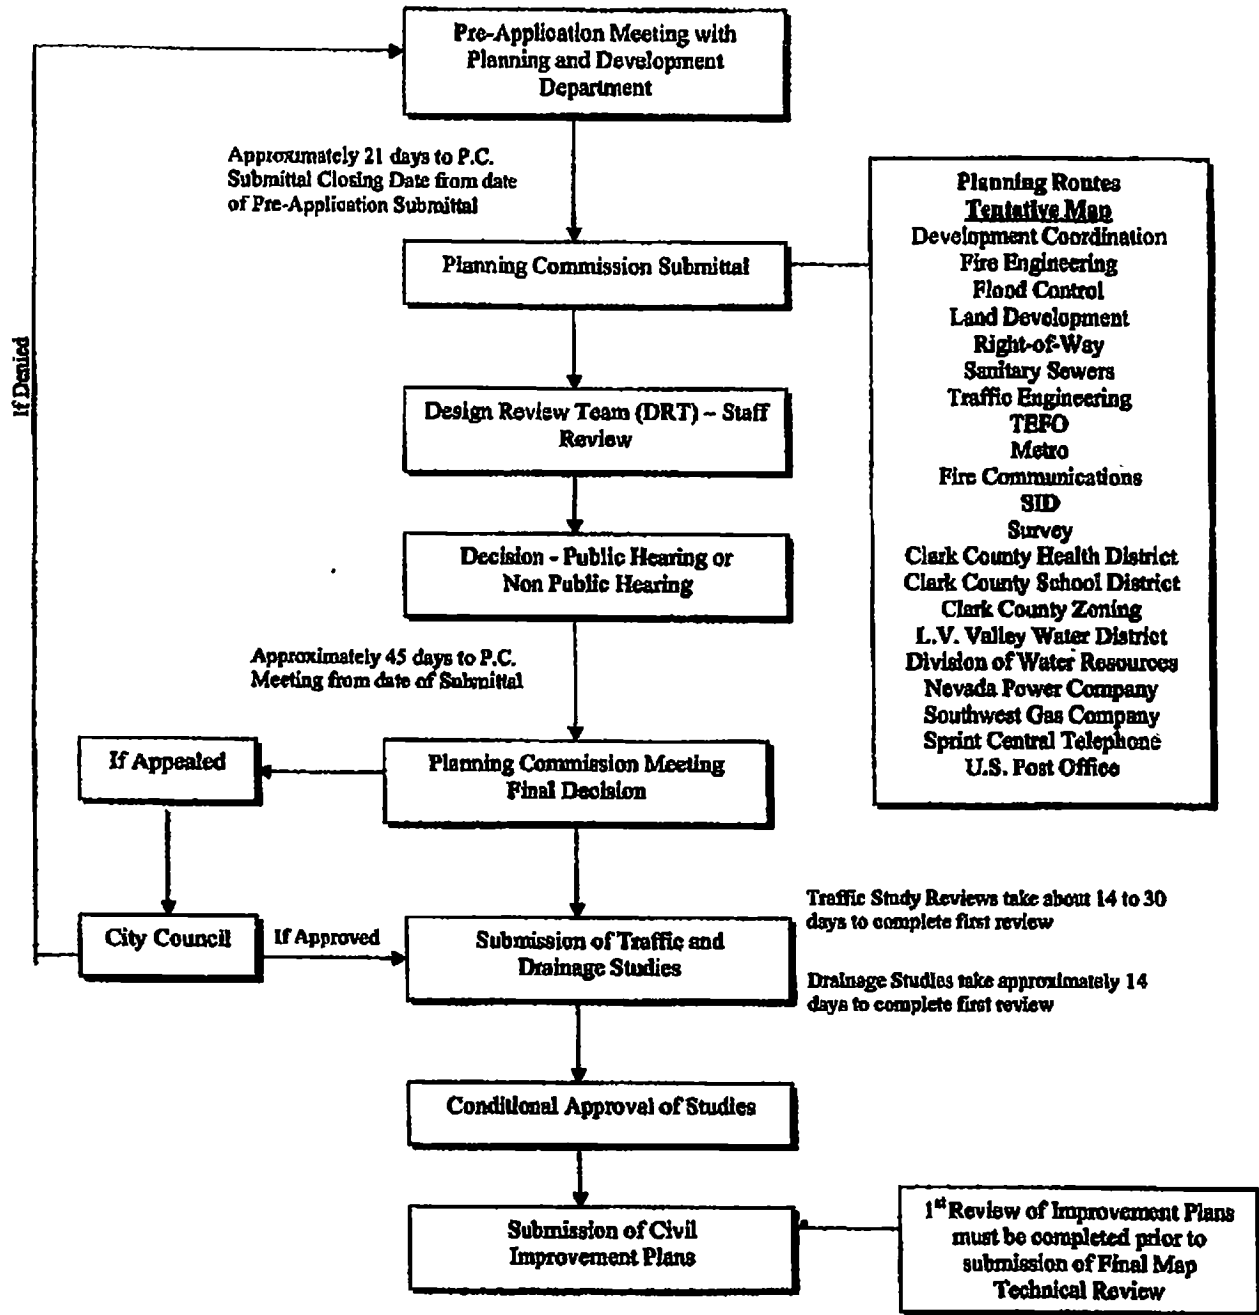 Pre-Application Meeting with
Planning and Development
Department
Approximately 21 days to P.C.
Submittal Closing Date from date
of Pre-Application Submittal
Planning Commission Submittal
Planning Routes
Tentative Map
Development Coordination
Fire Engineering
Flood Control
Land Development
Right-of-Way
Sanitary Sewers
Traffic Engineering
TEFO
Metro
Fire Communications
SID
Survey
Clark County Health District
Clark County School District
Clark County Zoning
L.V. Valley Water District
Division of Water Resources
Nevada Power Company
Southwest Gas Company
Sprint Central Telephone
U.S. Post Office
If Denied
Design Review Team (DRT) – Staff
Review
Decision - Public Hearing or
Non Public Hearing
Approximately 45 days to P.C.
Meeting from date of Submittal
If Appealed
Planning Commission Meeting
Final Decision
City Council
If Approved
Submission of Traffic and
Drainage Studies
Traffic Study Reviews take about 14 to 30
days to complete first review
Drainage Studies take approximately 14
days to complete first review
Conditional Approval of Studies
Submission of Civil
Improvement Plans
1st Review of Improvement Plans
must be completed prior to
submission of Final Map
Technical Review